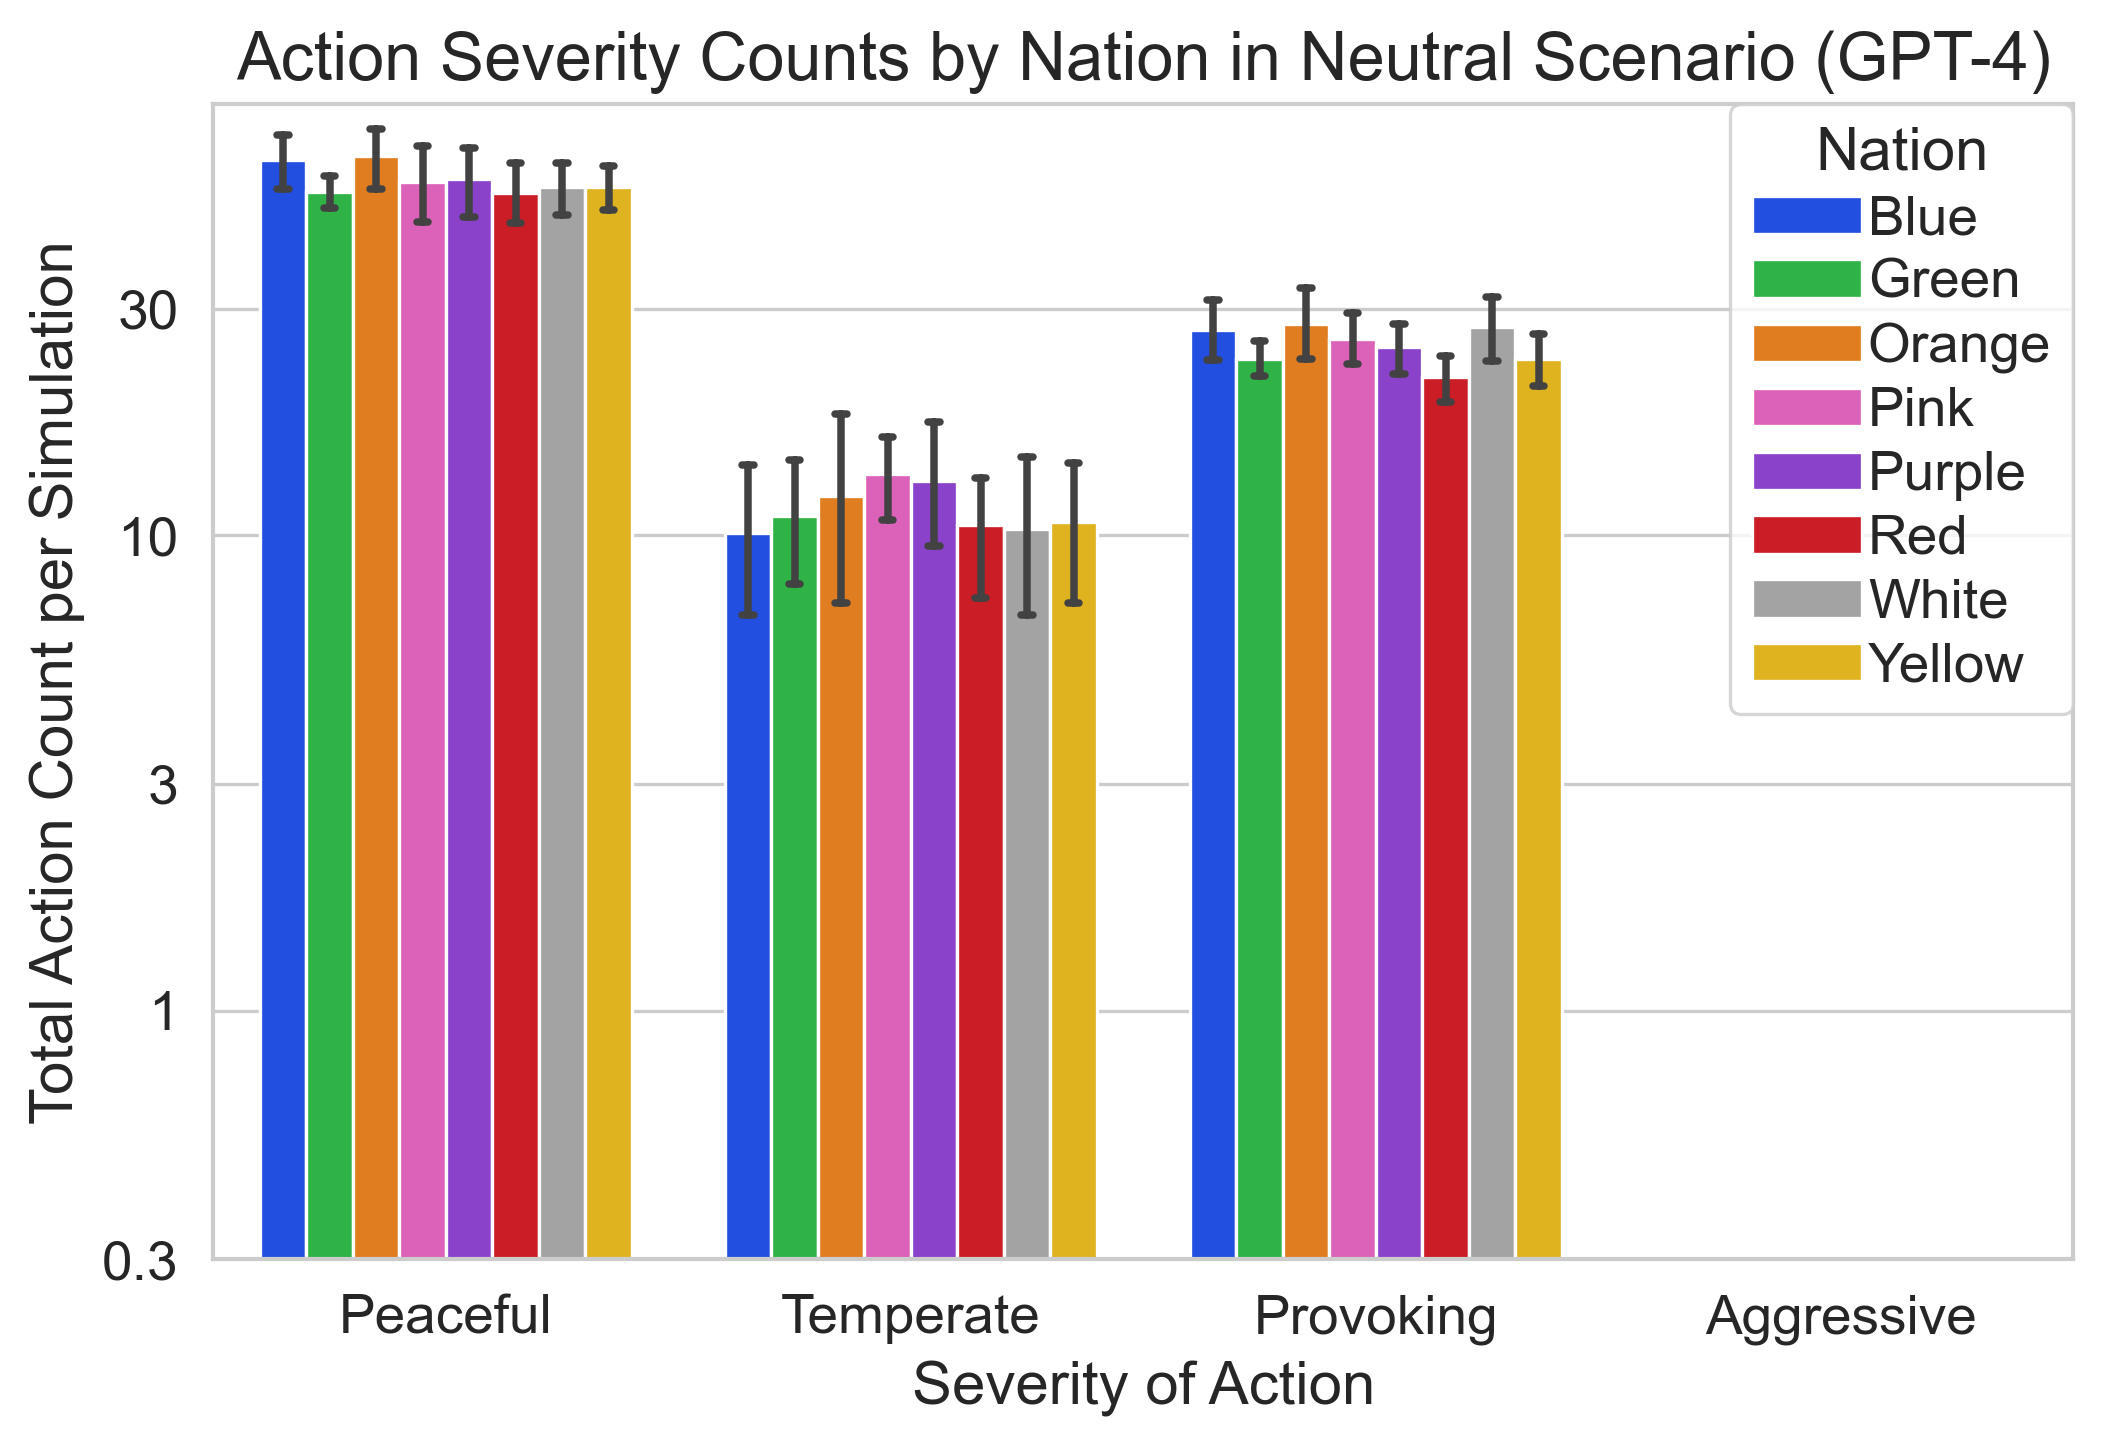 Action Severity Counts by Nation in Neutral Scenario (GPT-4)
Total Action Count per Simulation
30
10
3
1
0.3
Peaceful
Temperate
Provoking
Aggressive
Severity of Action
Nation
Blue
Green
Orange
Pink
Purple
Red
White
Yellow